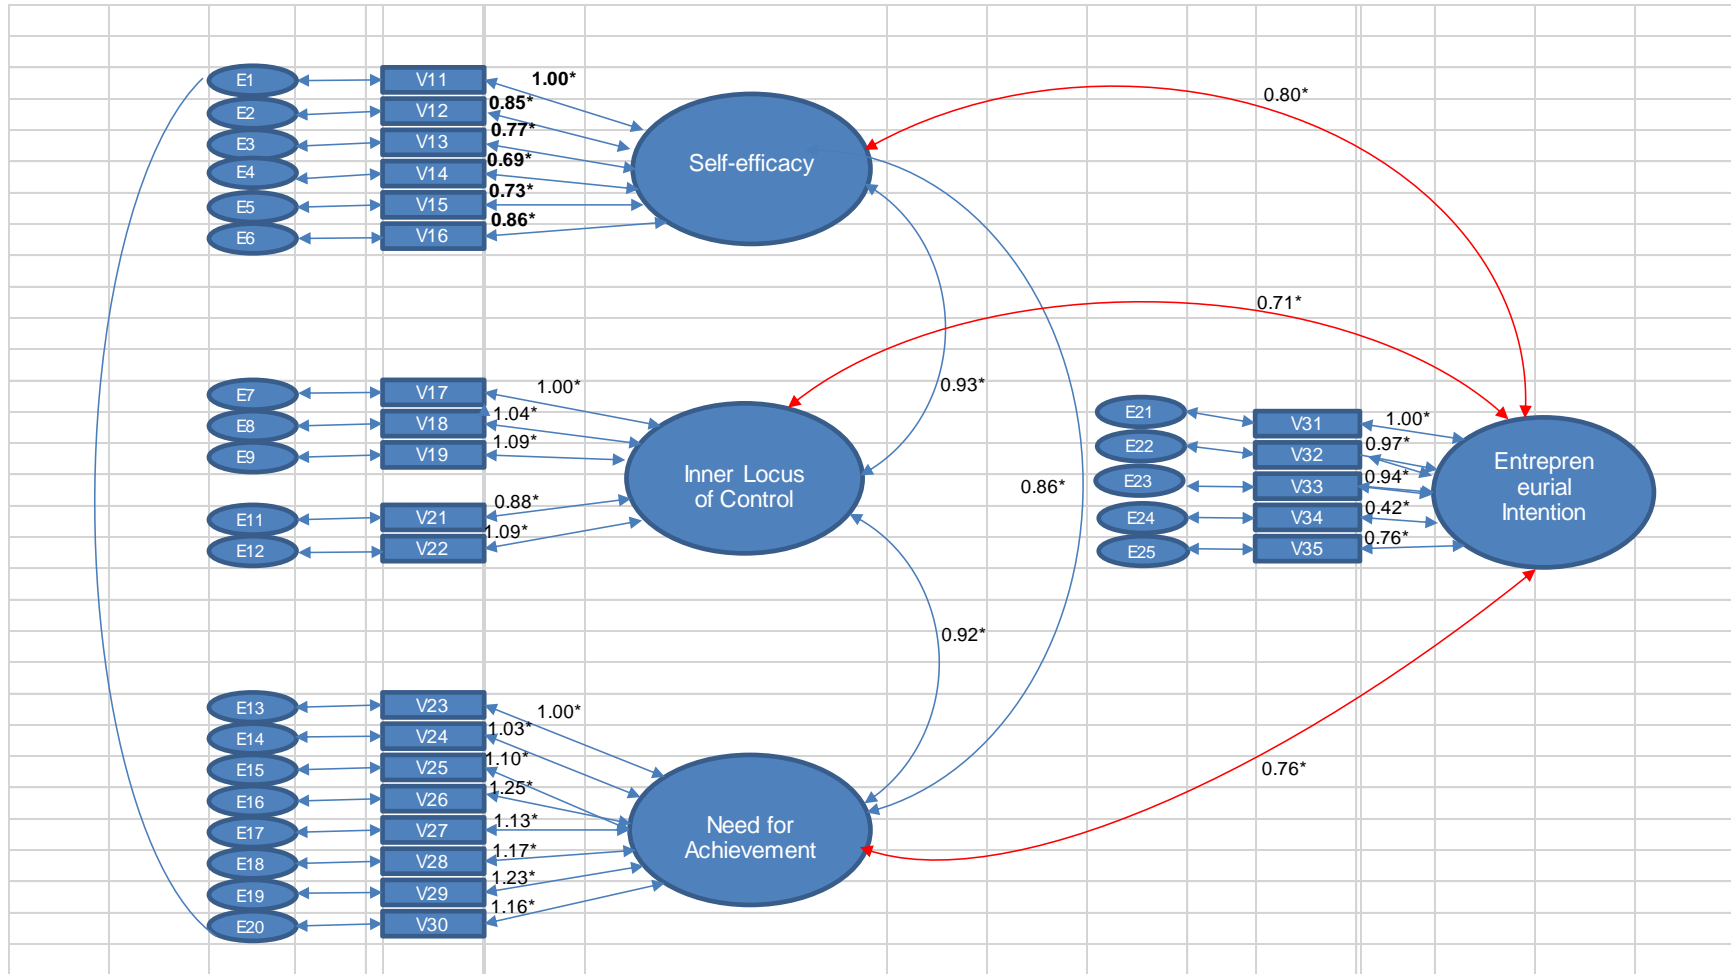 E1 V11 1.00*
E2 V12 0.85*
E3 V13 0.77*
E4 V14 0.69*
E5 V15 0.73*
E6 V16 0.86*
Self-efficacy
0.80*
0.71*
0.93*
0.86*
E7 V17 1.00*
E8 V18 1.04*
E9 V19 1.09*
E11 V21 0.88*
E12 V22 1.09*
Inner Locus
of Control
E21 V31 1.00*
E22 V32 0.97*
E23 V33 0.94*
E24 V34 0.42*
E25 V35 0.76*
Entrepren
eurial
Intention
0.92*
0.76*
E13 V23 1.00*
E14 V24 1.03*
E15 V25 1.10*
E16 V26 1.25*
E17 V27 1.13*
E18 V28 1.17*
E19 V29 1.23*
E20 V30 1.16*
Need for
Achievement